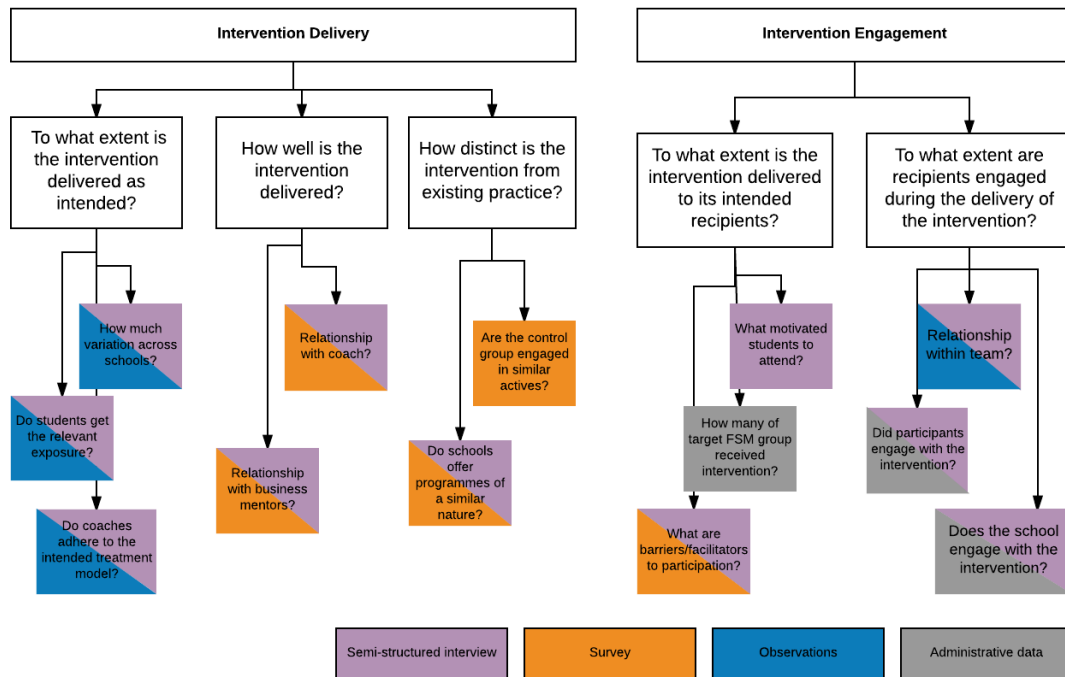 Intervention Delivery
Intervention Engagement
To what extent is
the intervention
delivered as
intended?
How well is the
intervention
delivered?
How distinct is the
intervention from
existing practice?
To what extent is the
intervention delivered
to its intended
recipients?
To what extent are
recipients engaged
during the delivery of
the intervention?
How much
variation across
schools?
Relationship
with coach?
Are the control
group engaged
in similar
actives?
What motivated
students to
attend?
Relationship
within team?
Do students get
the relevant
exposure?
Relationship
with business
mentors?
Do schools
offer
programmes of
a similar
nature?
How many of
target FSM group
received
intervention?
Did participants
engage with the
intervention?
Do coaches
adhere to the
intended treatment
model?
What are
barriers/facilitators
to participation?
Does the school
engage with the
intervention?
Semi-structured interview
Survey
Observations
Administrative data